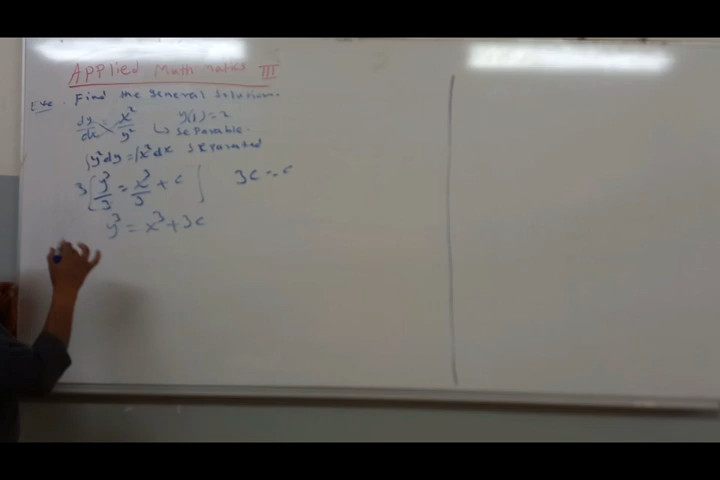 Applied Mathematics III
Exe. Find the general solution.
dy/dx = x²/y² y(1) = 2
↳ separable.
∫y²dy = ∫x²dx separated
3[y³/3 = x³/3 + c] 3c = c
y³ = x³ + 3c